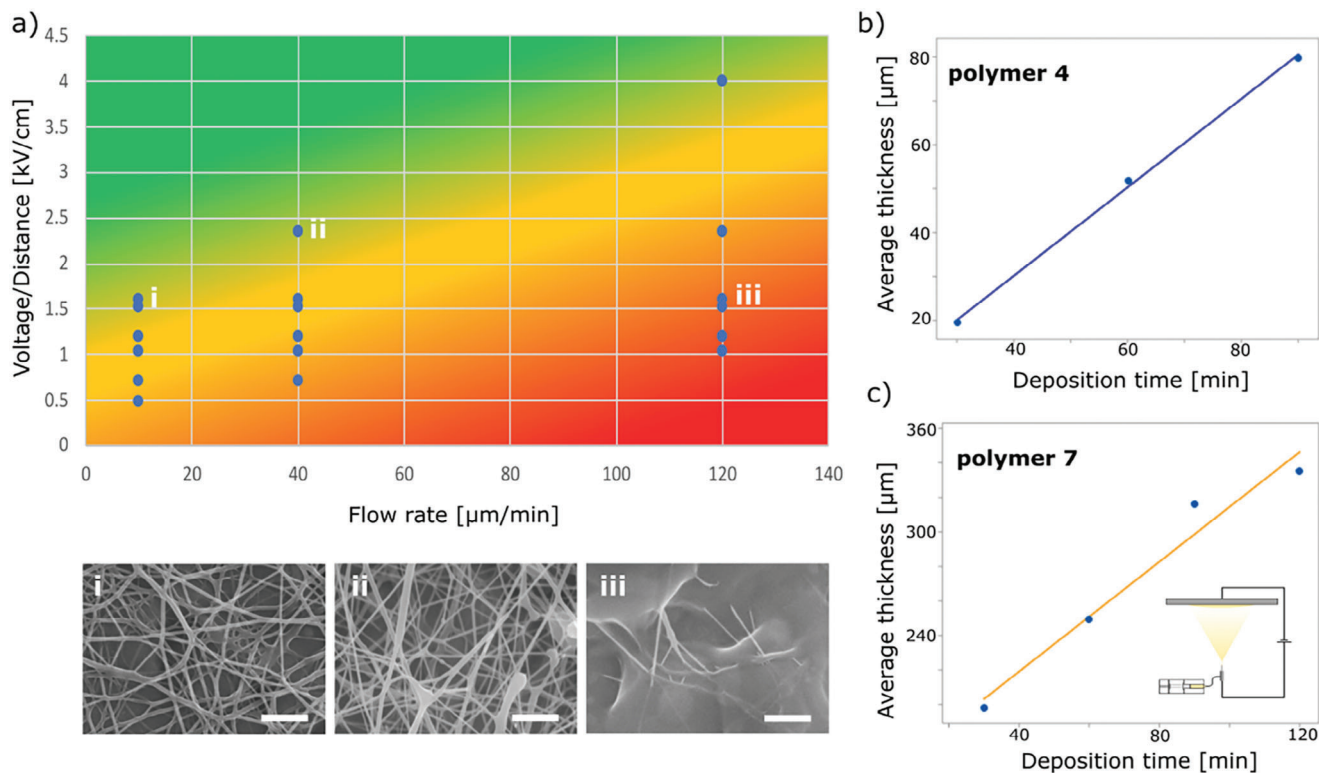 a)
4.5
4
3.5
3
2.5
2
1.5
1
0.5
0
Voltage/Distance [kV/cm]
i
ii
iii
0 20 40 60 80 100 120 140
Flow rate [µm/min]
i
ii
iii
b)
polymer 4
80
60
40
20
Average thickness [µm]
40 60 80
Deposition time [min]
c)
polymer 7
360
300
240
Average thickness [µm]
40 60 80 120
Deposition time [min]